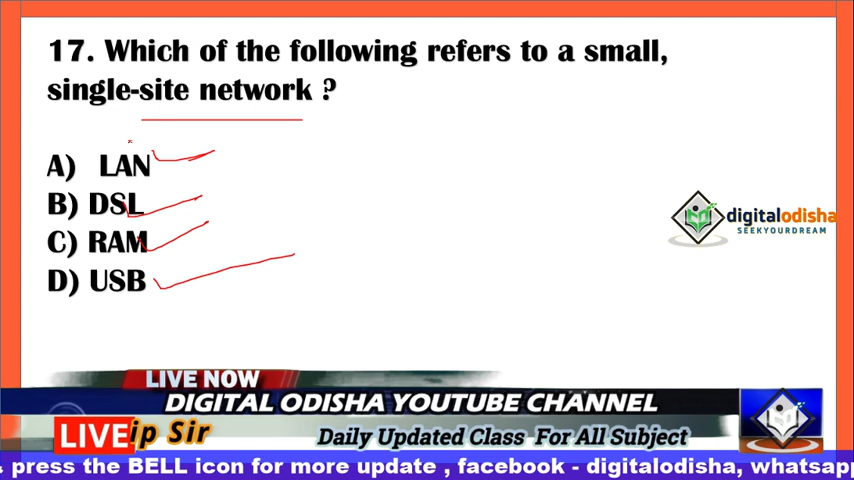 17. Which of the following refers to a small,
single-site network ?
A) LAN
B) DSL
C) RAM
D) USB
digitalodisha
SEEKYOURDREAM
LIVE NOW
DIGITAL ODISHA YOUTUBE CHANNEL
LIVE ip Sir
Daily Updated Class For All Subject
& press the BELL icon for more update , facebook - digitalodisha, whatsapp